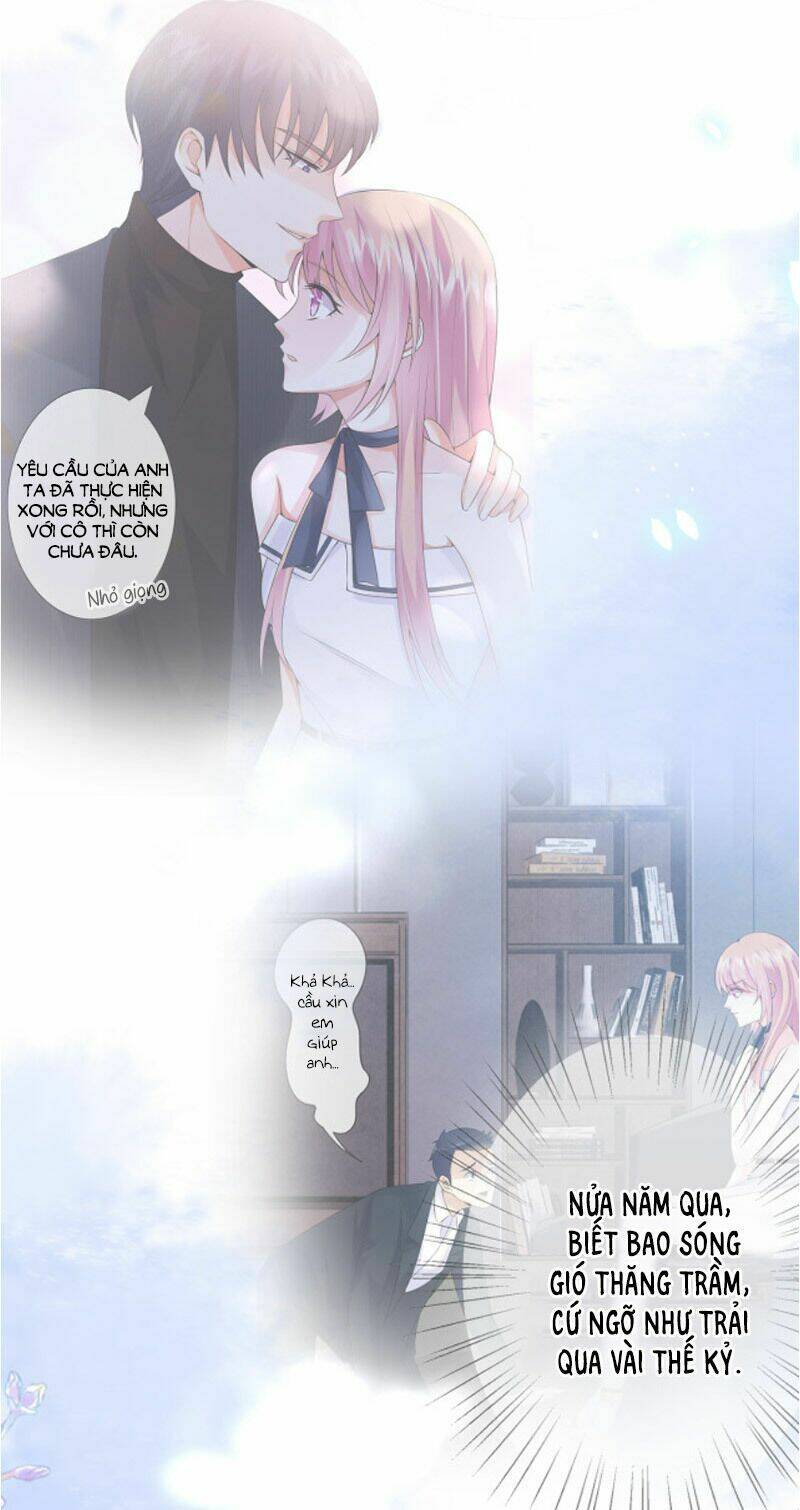 YÊU CẦU CỦA ANH
TA ĐÃ THỰC HIỆN
XONG RỒI, NHƯNG
VỚI CÔ THÌ CÒN
CHƯA ĐÂU.
Nhỏ giọng
Khả Khả...
cầu xin
em
Giúp
anh...
NỬA NĂM QUA,
BIẾT BAO SÓNG
GIÓ THĂNG TRẦM,
CỨ NGỠ NHƯ TRẢI
QUA VÀI THẾ KỶ.